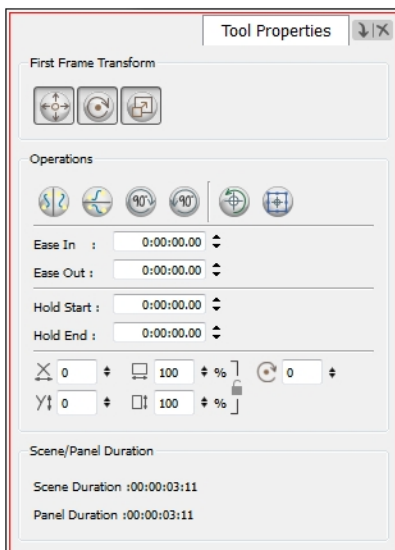 Tool Properties
First Frame Transform
Operations
90° 90°
Ease In : 0:00:00.00
Ease Out : 0:00:00.00
Hold Start : 0:00:00.00
Hold End : 0:00:00.00
X 0 100 % 0
Y 0 100 %
Scene/Panel Duration
Scene Duration :00:00:03:11
Panel Duration :00:00:03:11